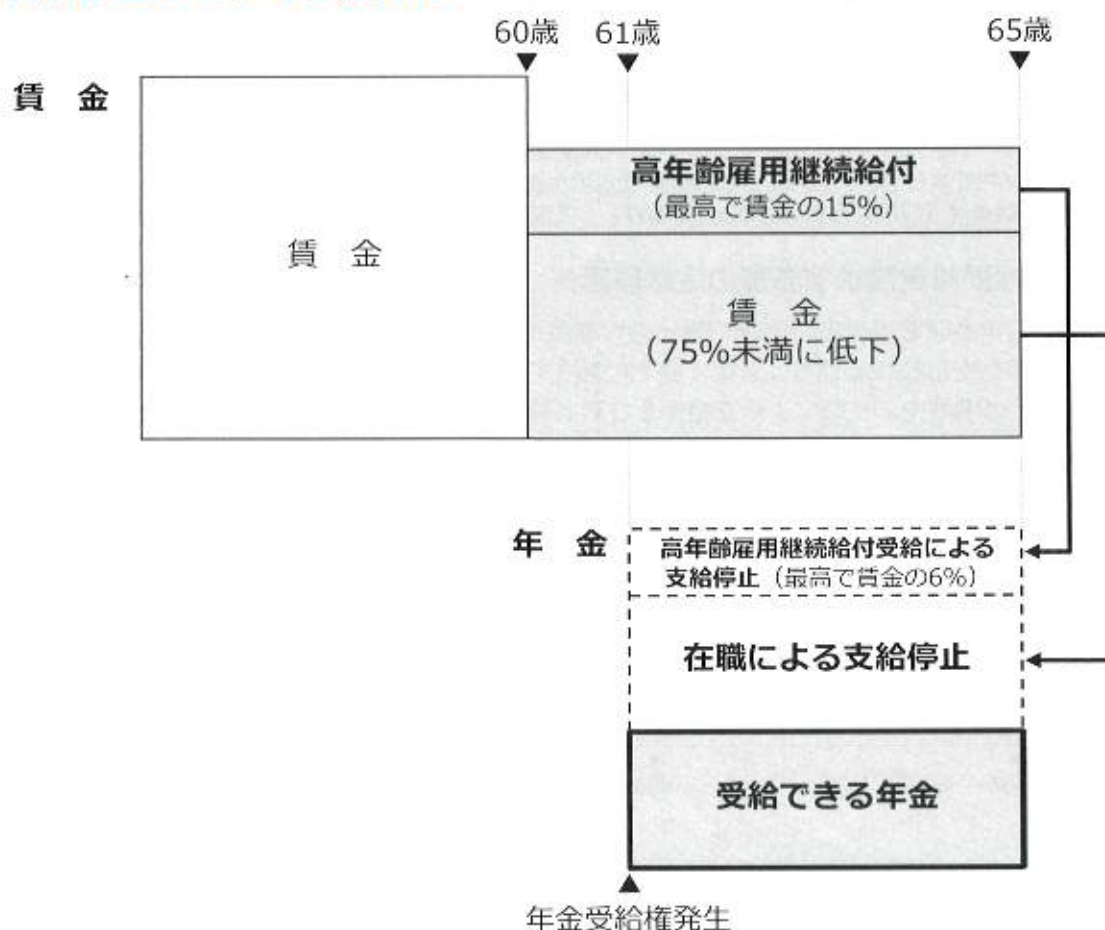 60歳 61歳 65歳
賃 金
高年齢雇用継続給付
（最高で賃金の15%）
賃 金
賃 金
（75%未満に低下）
年 金
高年齢雇用継続給付受給による
支給停止（最高で賃金の6%）
在職による支給停止
受給できる年金
年金受給権発生